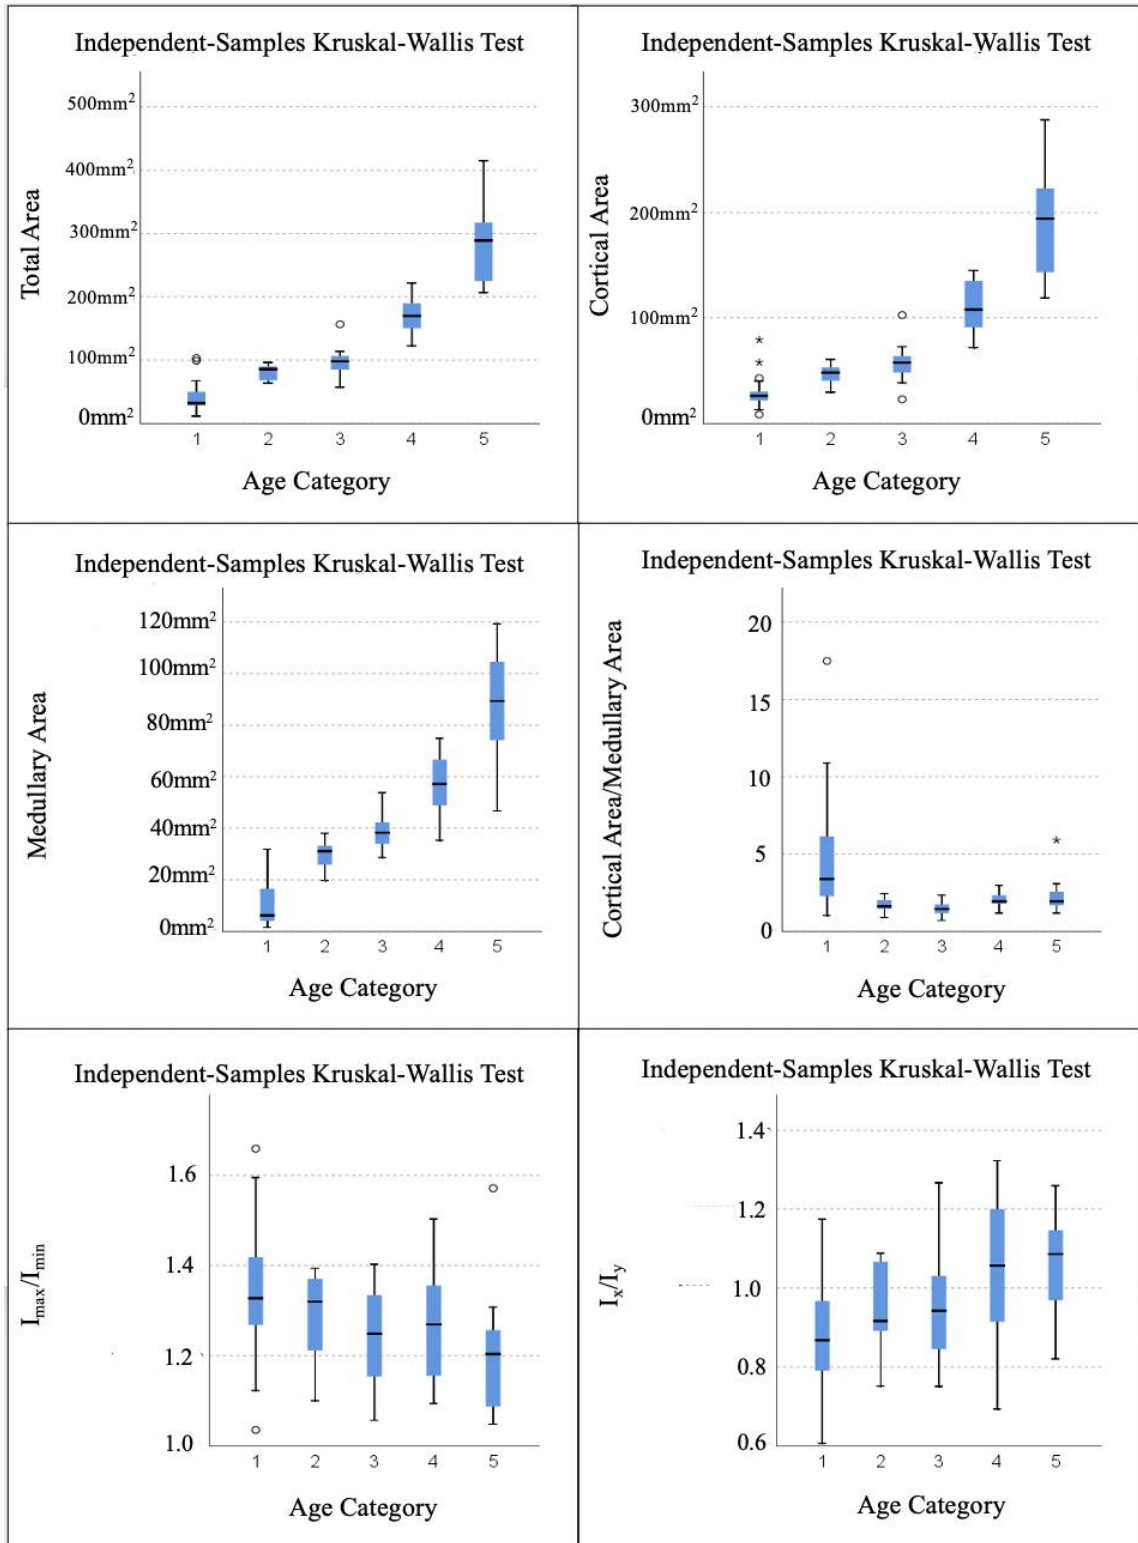 Independent-Samples Kruskal-Wallis Test
Total Area
500mm²
400mm²
300mm²
200mm²
100mm²
0mm²
1 2 3 4 5
Age Category
Independent-Samples Kruskal-Wallis Test
Cortical Area
300mm²
200mm²
100mm²
0mm²
1 2 3 4 5
Age Category
Independent-Samples Kruskal-Wallis Test
Medullary Area
120mm²
100mm²
80mm²
60mm²
40mm²
20mm²
0mm²
1 2 3 4 5
Age Category
Independent-Samples Kruskal-Wallis Test
Cortical Area/Medullary Area
20
15
10
5
0
1 2 3 4 5
Age Category
Independent-Samples Kruskal-Wallis Test
Imax/Imin
1.6
1.4
1.2
1.0
1 2 3 4 5
Age Category
Independent-Samples Kruskal-Wallis Test
Ix/Iy
1.4
1.2
1.0
0.8
0.6
1 2 3 4 5
Age Category